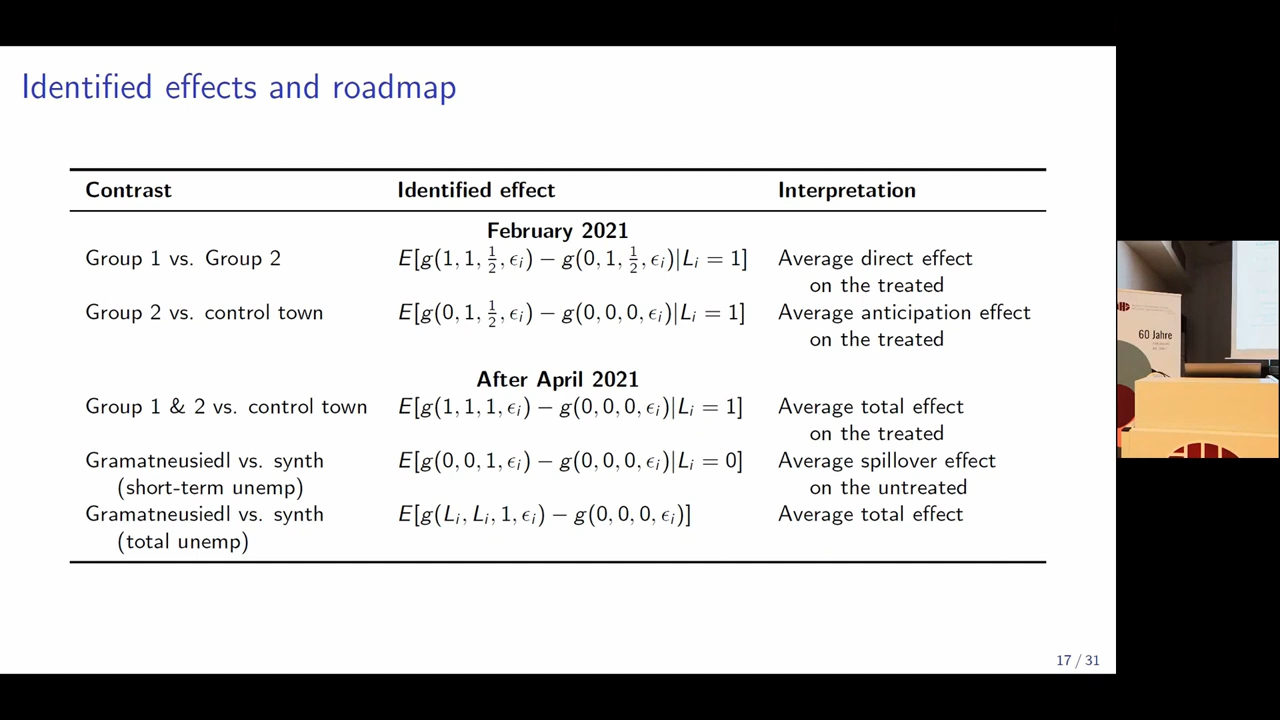 Identified effects and roadmap
Contrast Identified effect Interpretation
February 2021
Group 1 vs. Group 2 E[g(1, 1, 1/2, ϵᵢ) − g(0, 1, 1/2, ϵᵢ)|Lᵢ = 1] Average direct effect
on the treated
Group 2 vs. control town E[g(0, 1, 1/2, ϵᵢ) − g(0, 0, 0, ϵᵢ)|Lᵢ = 1] Average anticipation effect
on the treated
After April 2021
Group 1 & 2 vs. control town E[g(1, 1, 1, ϵᵢ) − g(0, 0, 0, ϵᵢ)|Lᵢ = 1] Average total effect
on the treated
Gramatneusiedl vs. synth E[g(0, 0, 1, ϵᵢ) − g(0, 0, 0, ϵᵢ)|Lᵢ = 0] Average spillover effect
(short-term unemp) on the untreated
Gramatneusiedl vs. synth E[g(Lᵢ, Lᵢ, 1, ϵᵢ) − g(0, 0, 0, ϵᵢ)] Average total effect
(total unemp)
17 / 31
60 Jahre